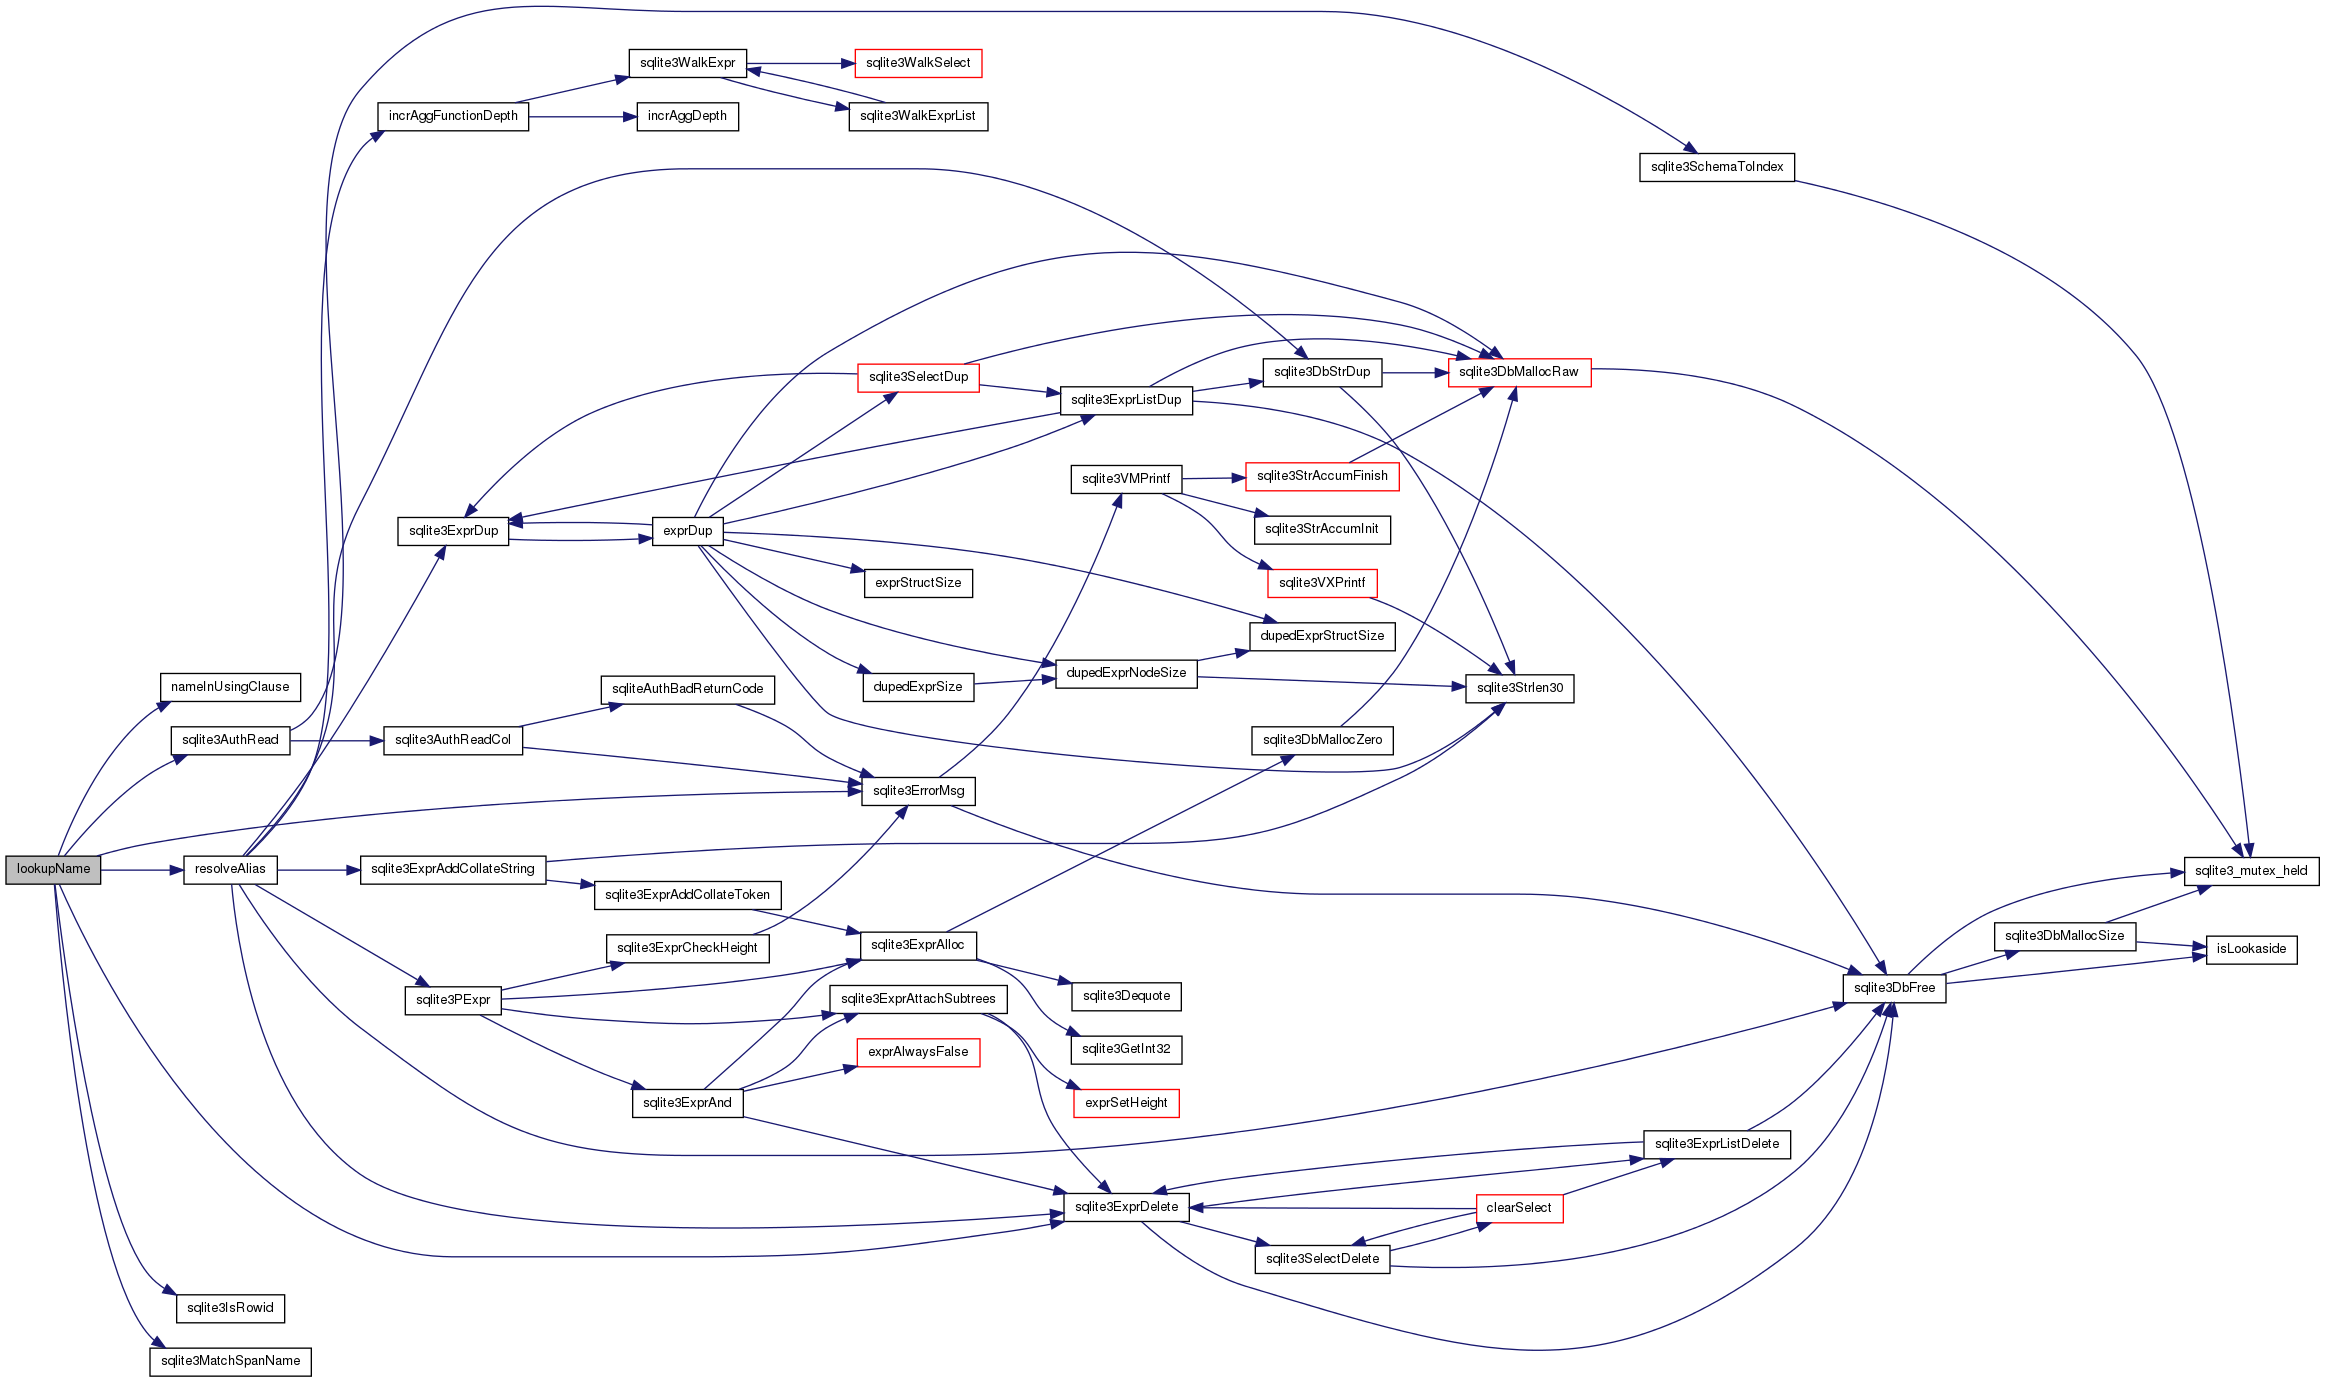 sqlite3WalkExpr
sqlite3WalkSelect
incrAggFunctionDepth
incrAggDepth
sqlite3WalkExprList
sqlite3SchemaToIndex
sqlite3SelectDup
sqlite3ExprListDup
sqlite3DbStrDup
sqlite3DbMallocRaw
sqlite3VMPrintf
sqlite3StrAccumFinish
sqlite3ExprDup
exprDup
sqlite3StrAccumInit
exprStructSize
sqlite3VXPrintf
dupedExprStructSize
nameInUsingClause
sqliteAuthBadReturnCode
dupedExprSize
dupedExprNodeSize
sqlite3Strlen30
sqlite3AuthRead
sqlite3AuthReadCol
sqlite3DbMallocZero
sqlite3ErrorMsg
lookupName
resolveAlias
sqlite3ExprAddCollateString
sqlite3_mutex_held
sqlite3ExprAddCollateToken
sqlite3ExprCheckHeight
sqlite3ExprAlloc
sqlite3DbMallocSize
isLookaside
sqlite3PExpr
sqlite3ExprAttachSubtrees
sqlite3Dequote
sqlite3DbFree
exprAlwaysFalse
sqlite3GetInt32
sqlite3ExprAnd
exprSetHeight
sqlite3ExprListDelete
sqlite3ExprDelete
clearSelect
sqlite3SelectDelete
sqlite3IsRowid
sqlite3MatchSpanName